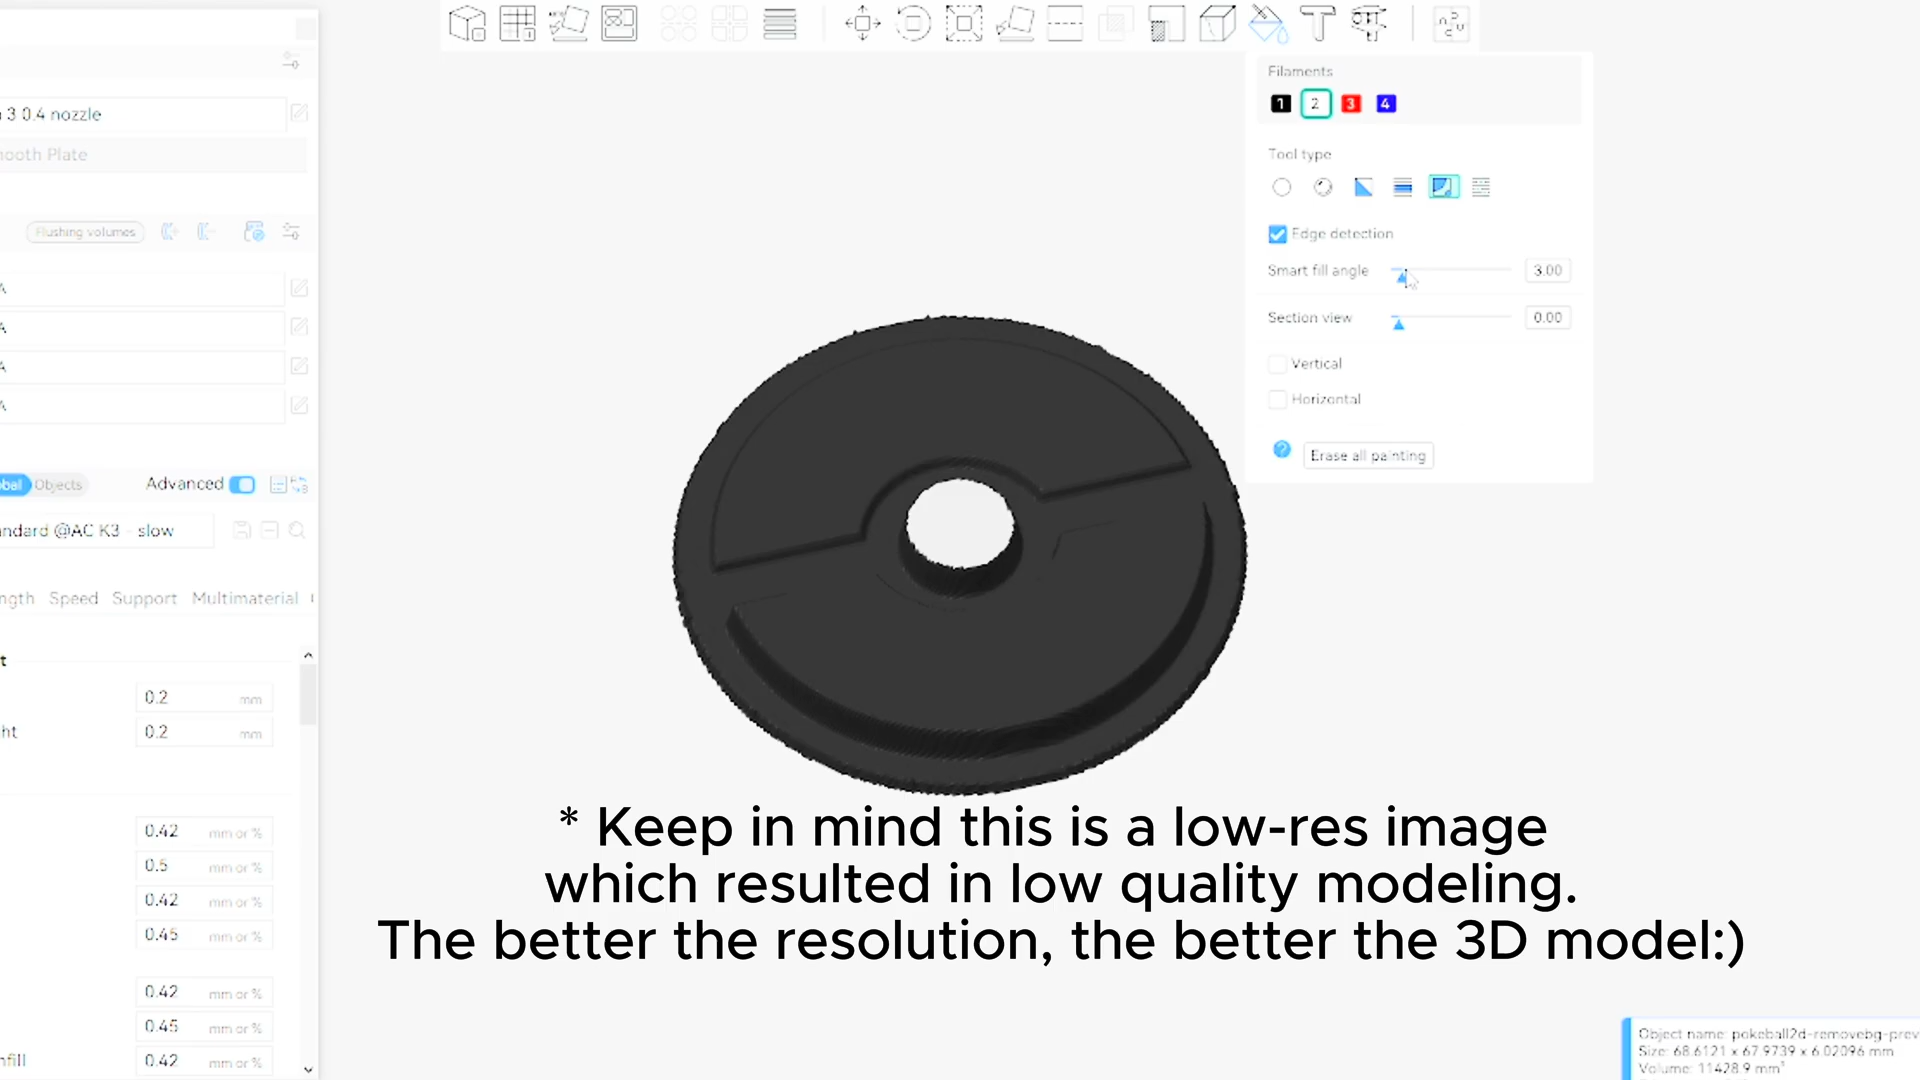 3 0.4 nozzle
ooth Plate
Flushing volumes
Objects
Advanced
ndard @AC K3 - slow
ngth Speed Support Multimaterial
0.2 mm
ht 0.2 mm
0.42 mm or %
0.5 mm or %
0.42 mm or %
0.45 mm or %
0.42 mm or %
0.45 mm or %
nfill 0.42 mm or %
Filaments
1 2 3 4
Tool type
Edge detection
Smart fill angle 3.00
Section view 0.00
Vertical
Horizontal
? Erase all painting
* Keep in mind this is a low-res image
which resulted in low quality modeling.
The better the resolution, the better the 3D model:)
Object name: pokeball2d-removebg-prev
Size: 68.6121 x 67.9739 x 6.02096 mm
Volume: 11428.9 mm³